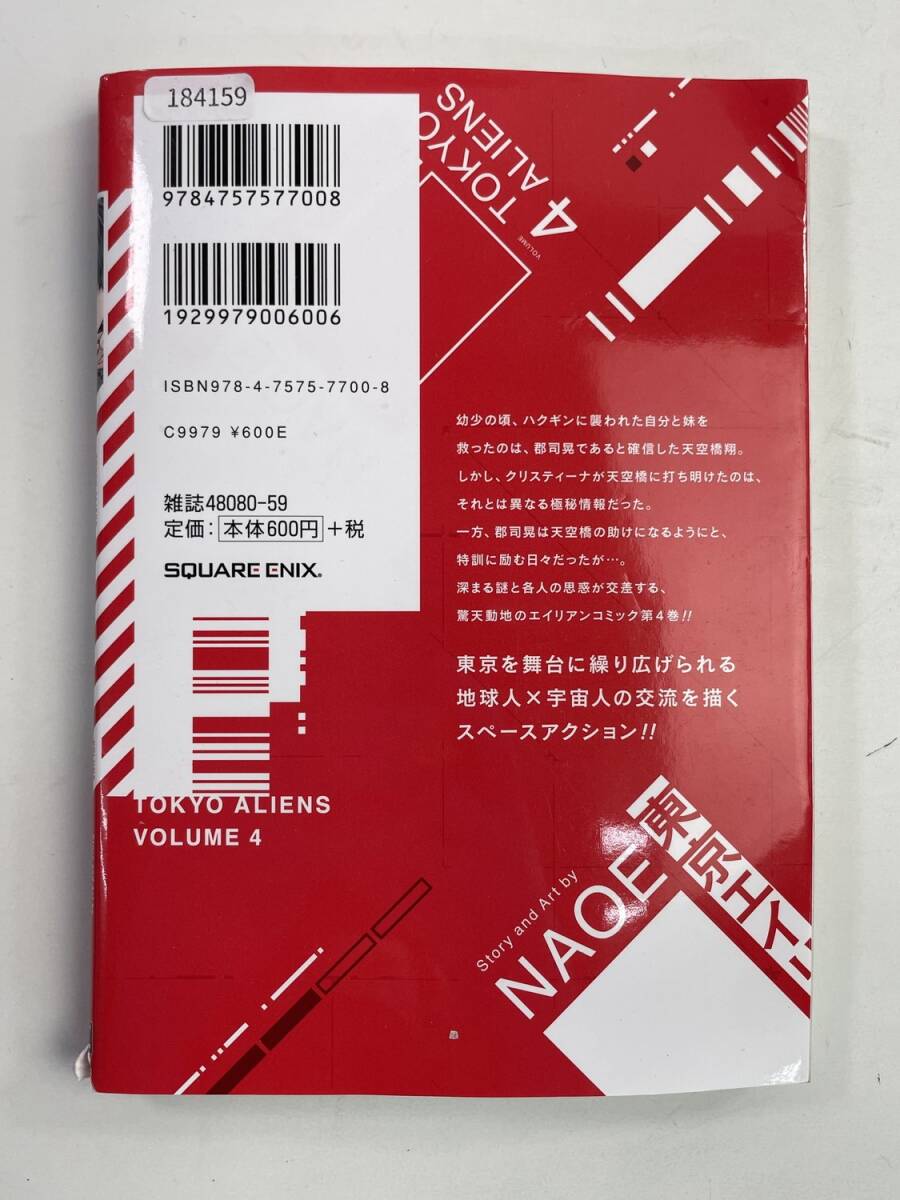 184159
9784757577008
1929979006006
ISBN978-4-7575-7700-8
C9979 ¥600E
雑誌48080-59
定価：本体600円+税
SQUARE ENIX®
TOKYO
ALIENS
VOLUME
4
幼少の頃、ハクギンに襲われた自分と妹を
救ったのは、郡司晃であると確信した天空橋翔。
しかし、クリスティーナが天空橋に打ち明けたのは、
それとは異なる極秘情報だった。
一方、郡司晃は天空橋の助けになるようにと、
特訓に励む日々だったが…。
深まる謎と各人の思惑が交差する、
驚天動地のエイリアンコミック第4巻!!
東京を舞台に繰り広げられる
地球人×宇宙人の交流を描く
スペースアクション!!
TOKYO ALIENS
VOLUME 4
Story and Art by
NAOE
東京エイ